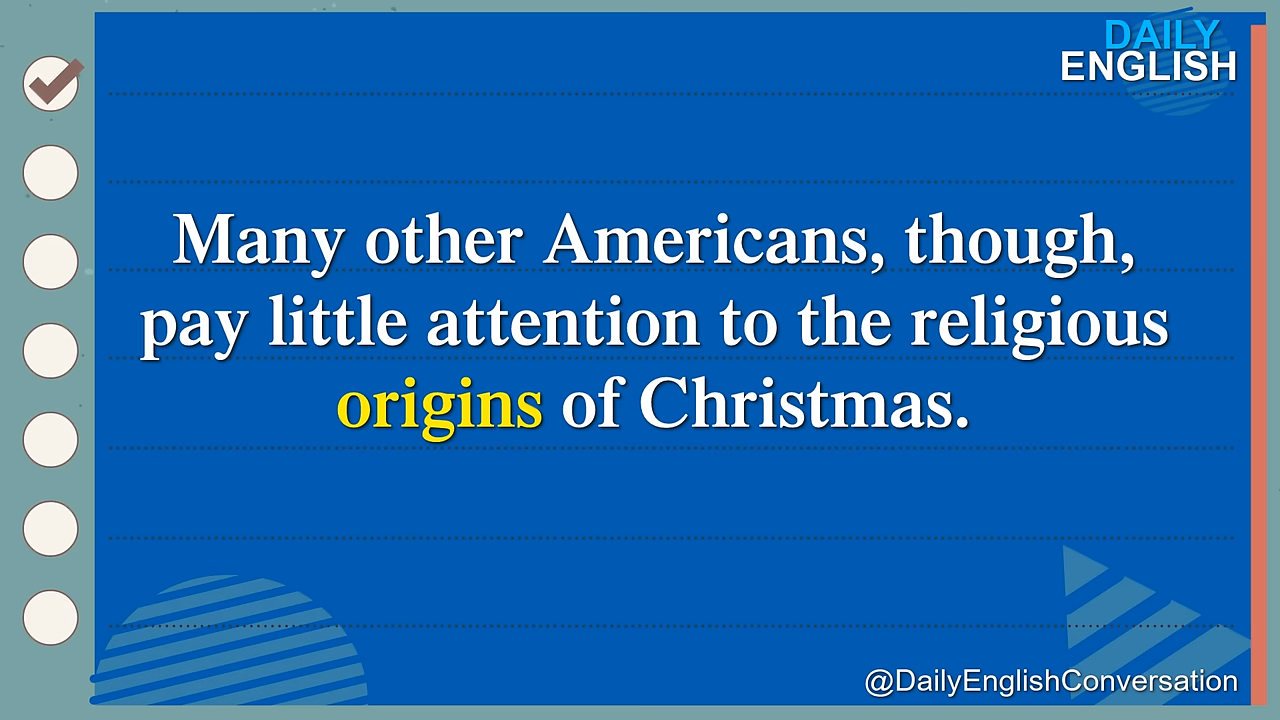 DAILY
ENGLISH
Many other Americans, though,
pay little attention to the religious
origins of Christmas.
@DailyEnglishConversation